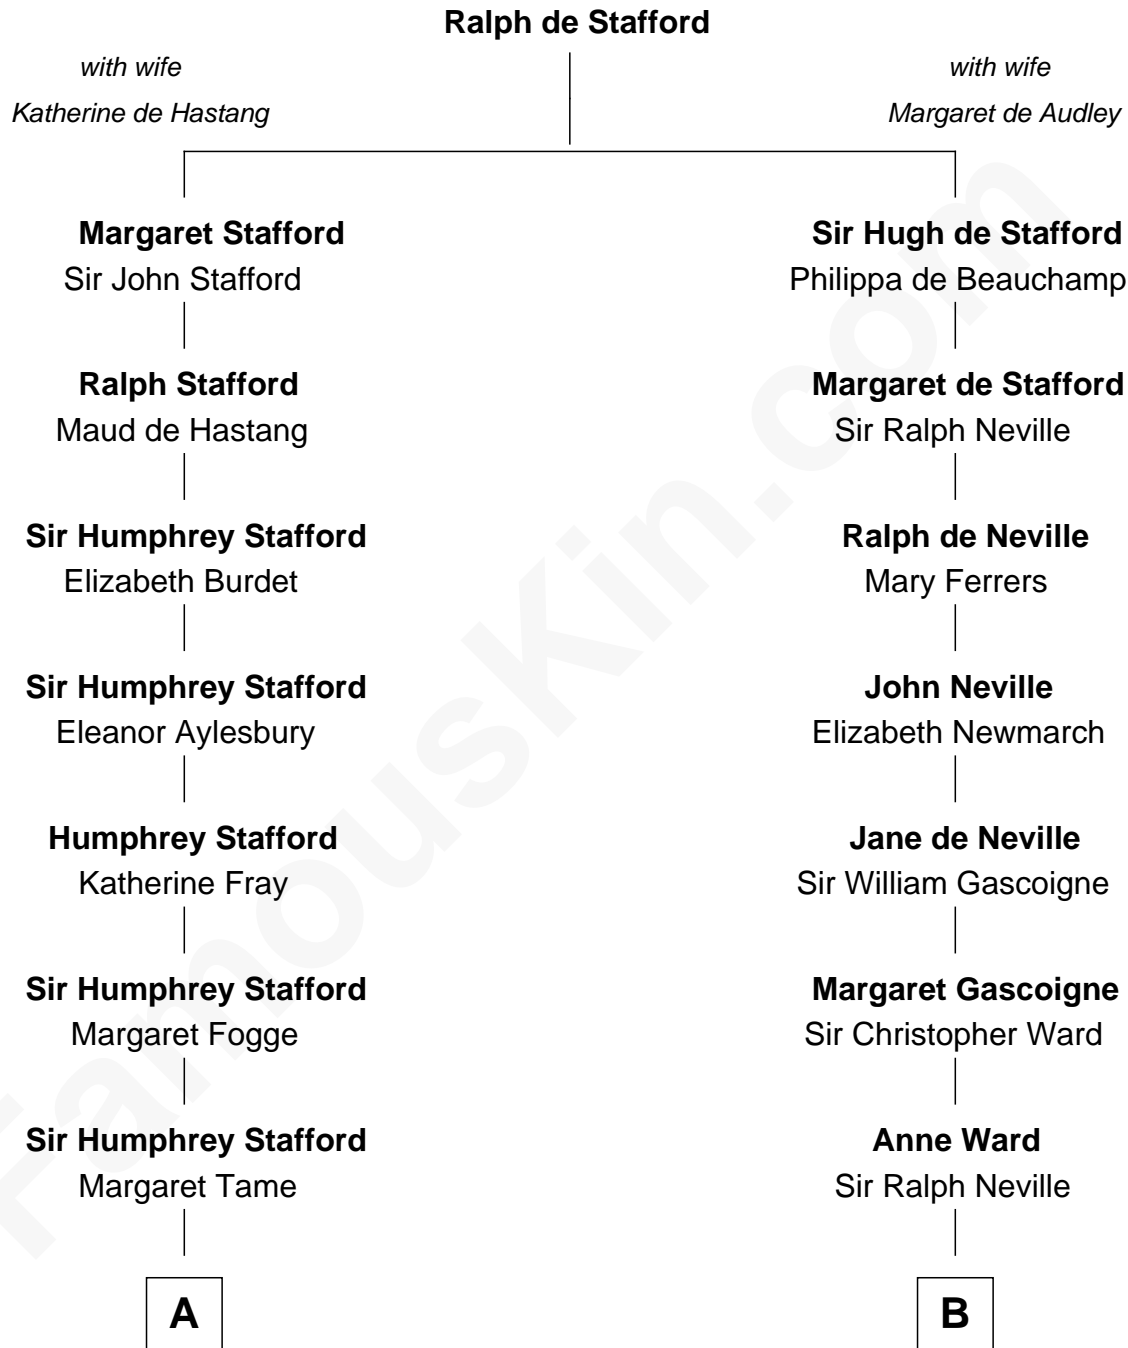 Ralph de Stafford
with wife
Katherine de Hastang
with wife
Margaret de Audley
Margaret Stafford
Sir John Stafford
Sir Hugh de Stafford
Philippa de Beauchamp
Ralph Stafford
Maud de Hastang
Margaret de Stafford
Sir Ralph Neville
Sir Humphrey Stafford
Elizabeth Burdet
Ralph de Neville
Mary Ferrers
Sir Humphrey Stafford
Eleanor Aylesbury
John Neville
Elizabeth Newmarch
Humphrey Stafford
Katherine Fray
Jane de Neville
Sir William Gascoigne
Sir Humphrey Stafford
Margaret Fogge
Margaret Gascoigne
Sir Christopher Ward
Sir Humphrey Stafford
Margaret Tame
Anne Ward
Sir Ralph Neville
A
B
FamousKin.com